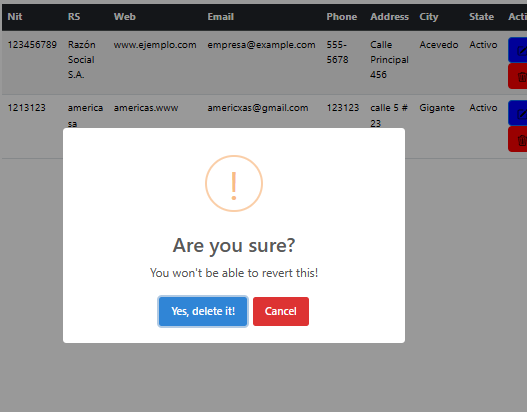 Nit RS Web Email Phone Address City State Acti
123456789 Razón www.ejemplo.com empresa@example.com 555- Calle Acevedo Activo
Social 5678 Principal
S.A. 456
1213123 america americas.www americxas@gmail.com 123123 calle 5 # Gigante Activo
sa 23
!
Are you sure?
You won't be able to revert this!
Yes, delete it! Cancel